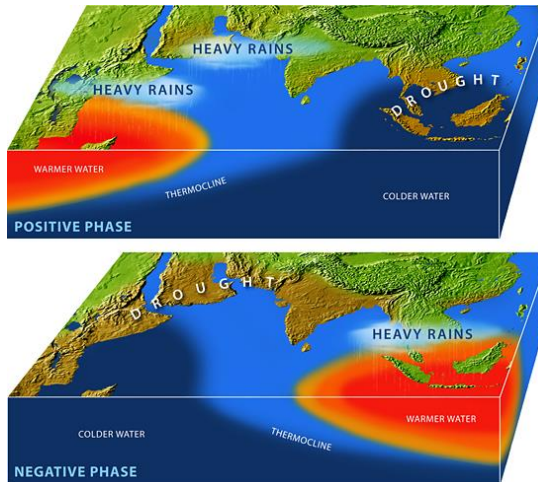 HEAVY RAINS
HEAVY RAINS
DROUGHT
WARMER WATER
THERMOCLINE
COLDER WATER
POSITIVE PHASE
DROUGHT
HEAVY RAINS
WARMER WATER
COLDER WATER
THERMOCLINE
NEGATIVE PHASE